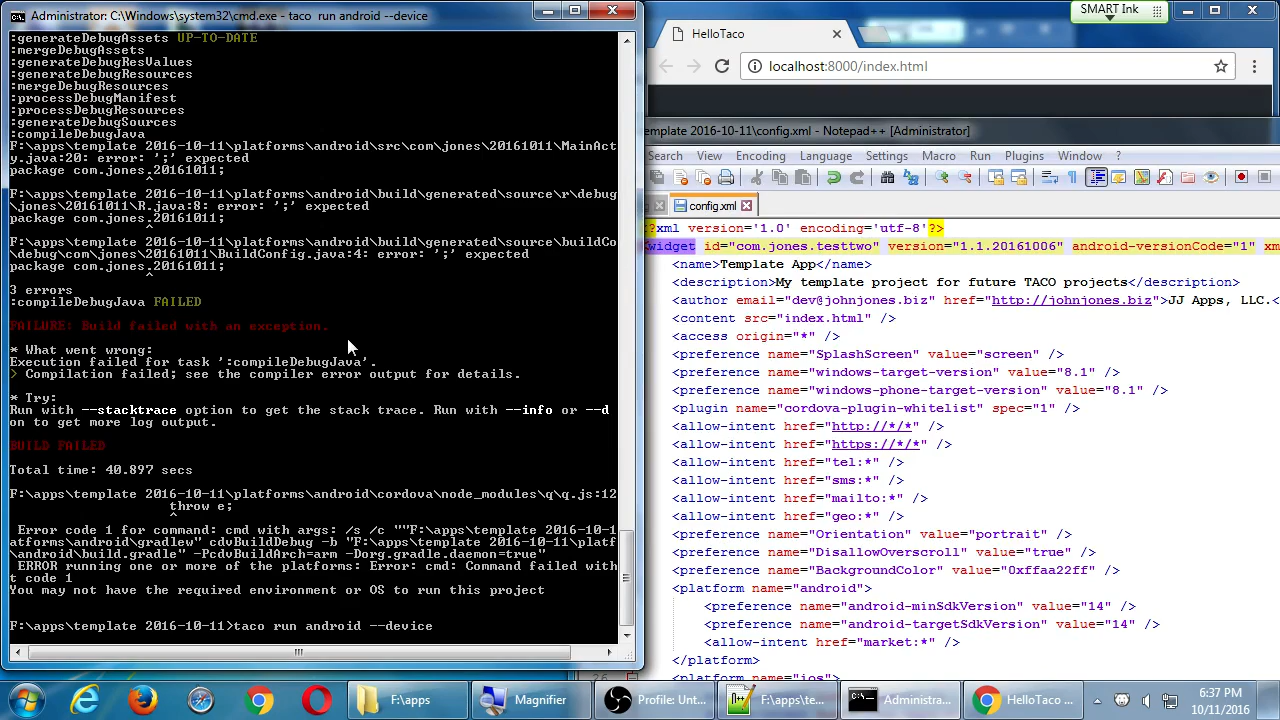 Administrator: C:\Windows\system32\cmd.exe - taco  run android --device
:generateDebugAssets UP-TO-DATE
:mergeDebugAssets
:generateDebugResValues
:generateDebugResources
:mergeDebugResources
:processDebugManifest
:processDebugResources
:generateDebugSources
:compileDebugJava
F:\apps\template 2016-10-11\platforms\android\src\com\jones\20161011\MainActi
y.java:20: error: ';' expected
package com.jones.20161011;
^
F:\apps\template 2016-10-11\platforms\android\build\generated\source\r\debug
\jones\20161011\R.java:8: error: ';' expected
package com.jones.20161011;
^
F:\apps\template 2016-10-11\platforms\android\build\generated\source\buildCo
\debug\com\jones\20161011\BuildConfig.java:4: error: ';' expected
package com.jones.20161011;
^
3 errors
:compileDebugJava FAILED
FAILURE: Build failed with an exception.
* What went wrong:
Execution failed for task ':compileDebugJava'.
> Compilation failed; see the compiler error output for details.
* Try:
Run with --stacktrace option to get the stack trace. Run with --info or --d
on to get more log output.
BUILD FAILED
Total time: 40.897 secs
F:\apps\template 2016-10-11\platforms\android\cordova\node_modules\q\q.js:12
throw e;
^
Error code 1 for command: cmd with args: /s /c ""F:\apps\template 2016-10-1
atforms\android\gradlew" cdvBuildDebug -b "F:\apps\template 2016-10-11\platf
\android\build.gradle" -PcdvBuildArch=arm -Dorg.gradle.daemon=true"
ERROR running one or more of the platforms: Error: cmd: Command failed with
t code 1
You may not have the required environment or OS to run this project
F:\apps\template 2016-10-11>taco run android --device
SMART Ink
HelloTaco
localhost:8000/index.html
emplate 2016-10-11\config.xml - Notepad++ [Administrator]
Search View Encoding Language Settings Macro Run Plugins Window ?
config.xml
?xml version='1.0' encoding='utf-8'?>
<widget id="com.jones.testtwo" version="1.1.20161006" android-versionCode="1" xm
<name>Template App</name>
<description>My template project for future TACO projects</description>
<author email="dev@johnjones.biz" href="http://johnjones.biz">JJ Apps, LLC.<
<content src="index.html" />
<access origin="*" />
<preference name="SplashScreen" value="screen" />
<preference name="windows-target-version" value="8.1" />
<preference name="windows-phone-target-version" value="8.1" />
<plugin name="cordova-plugin-whitelist" spec="1" />
<allow-intent href="http://*/*" />
<allow-intent href="https://*/*" />
<allow-intent href="tel:*" />
<allow-intent href="sms:*" />
<allow-intent href="mailto:*" />
<allow-intent href="geo:*" />
<preference name="Orientation" value="portrait" />
<preference name="DisallowOverscroll" value="true" />
<preference name="BackgroundColor" value="0xffaa22ff" />
<platform name="android">
<preference name="android-minSdkVersion" value="14" />
<preference name="android-targetSdkVersion" value="14" />
<allow-intent href="market:*" />
</platform>
<platform name="ios">
F:\apps
Magnifier
Profile: Unt...
F:\apps\te...
Administra...
HelloTaco ...
6:37 PM
10/11/2016